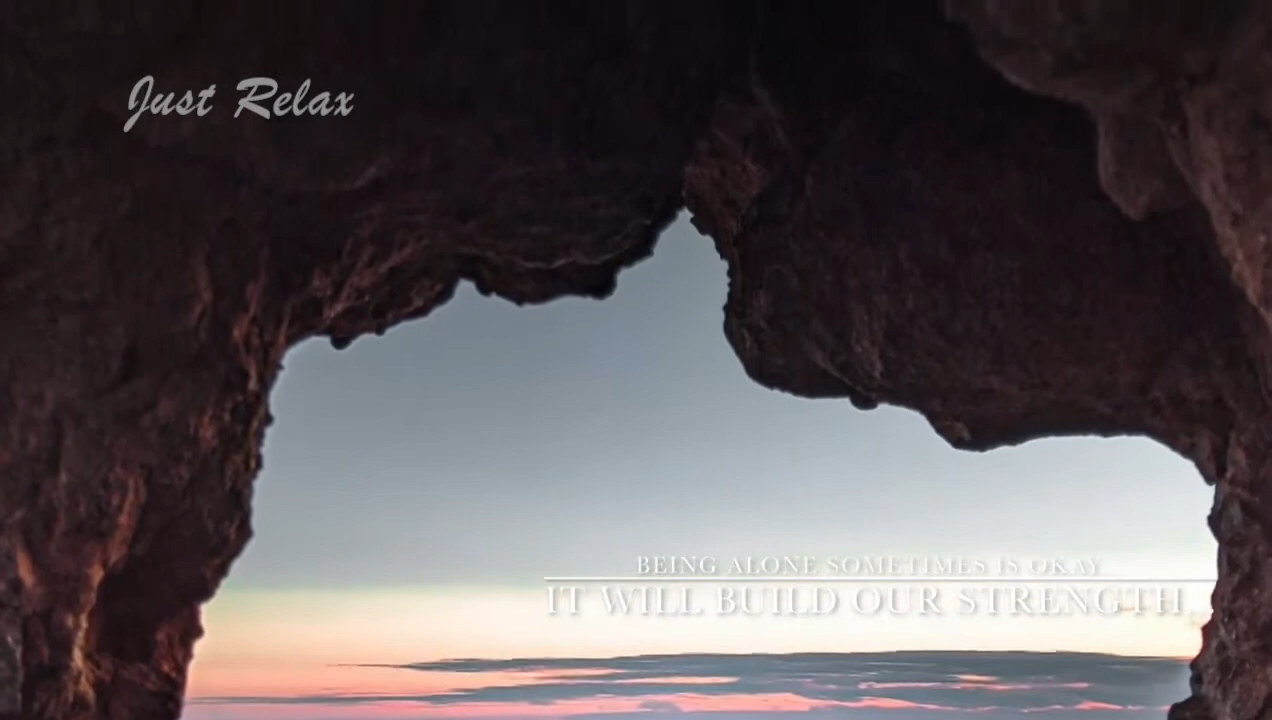 Just Relax
BEING ALONE SOMETIMES IS OKAY
IT WILL BUILD OUR STRENGTH